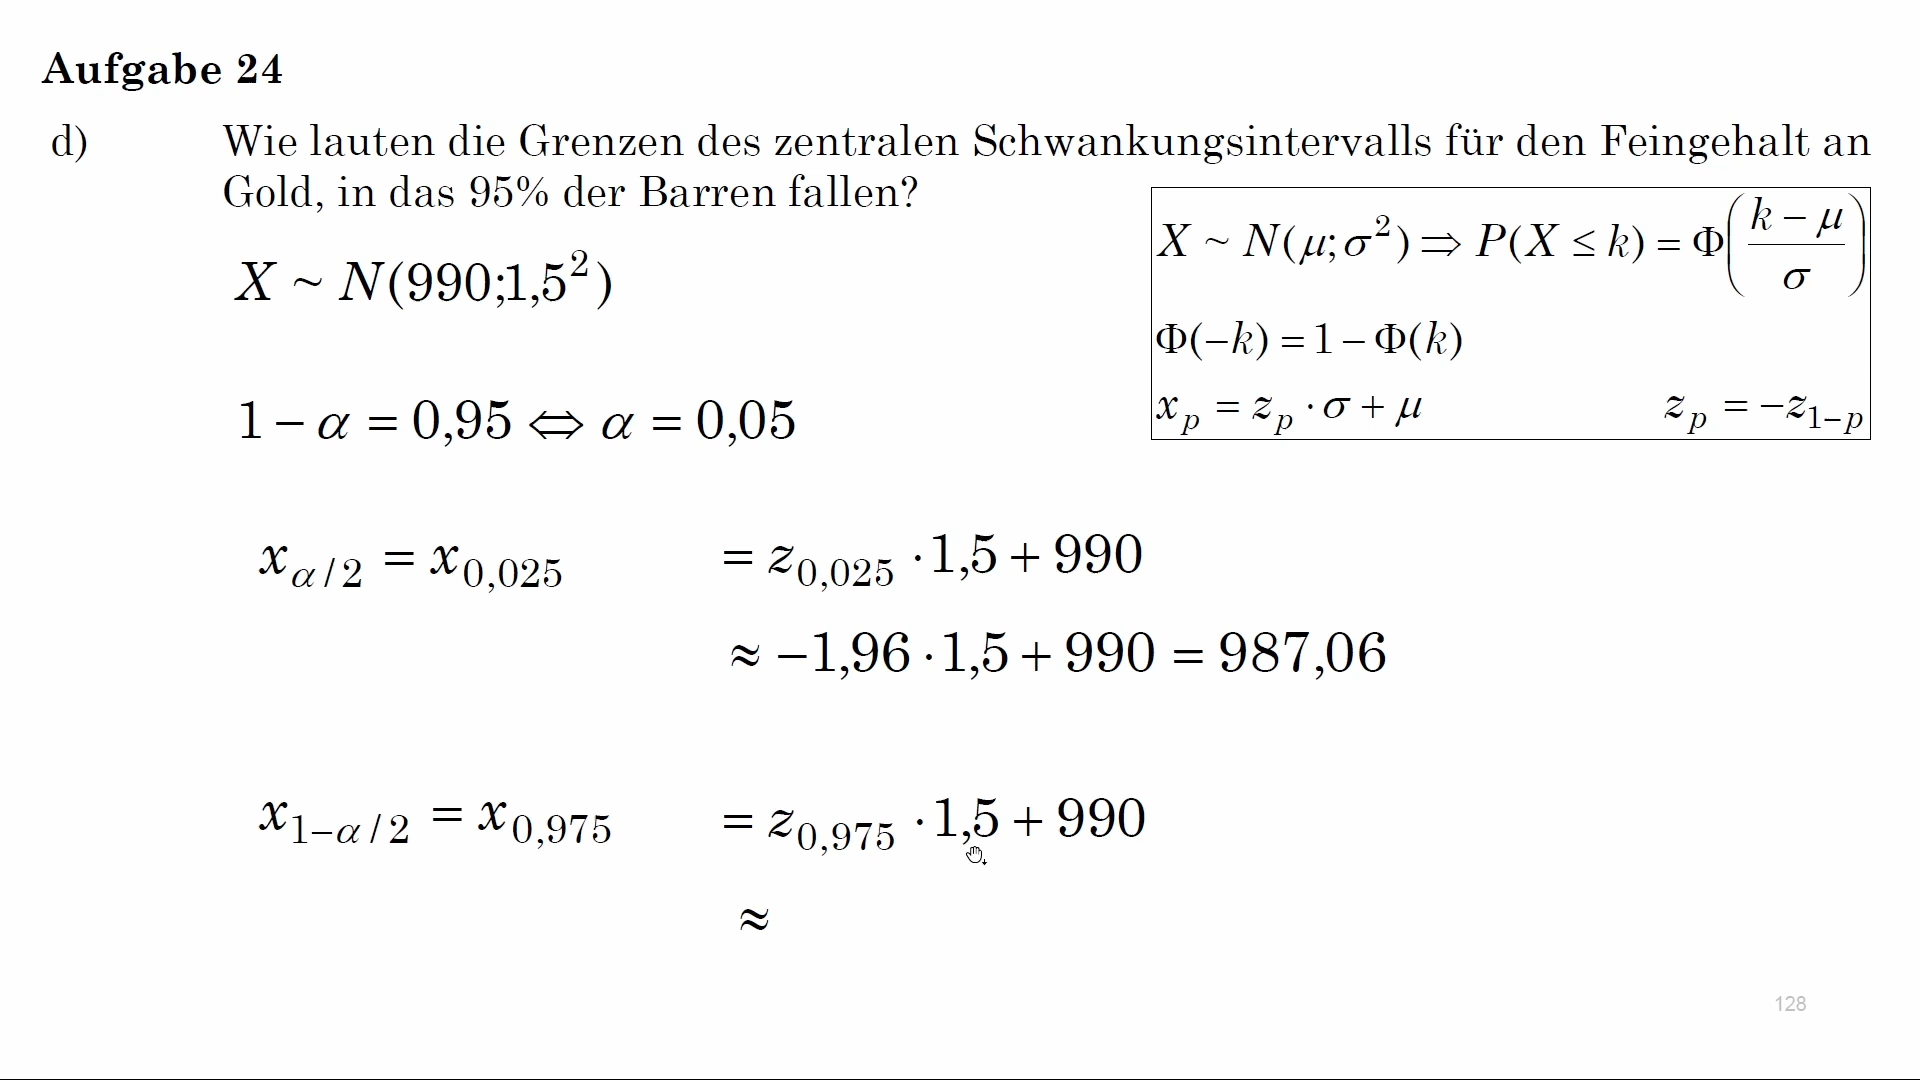 Aufgabe 24
d) Wie lauten die Grenzen des zentralen Schwankungsintervalls für den Feingehalt an
Gold, in das 95% der Barren fallen?
X ~ N(μ;σ²) ⇒ P(X ≤ k) = Φ((k − μ)/σ)
Φ(−k) = 1 − Φ(k)
x_p = z_p · σ + μ z_p = −z_{1−p}
X ~ N(990;1,5²)
1 − α = 0,95 ⇔ α = 0,05
x_{α/2} = x_{0,025} = z_{0,025} · 1,5 + 990
≈ −1,96 · 1,5 + 990 = 987,06
x_{1−α/2} = x_{0,975} = z_{0,975} · 1,5 + 990
≈
128